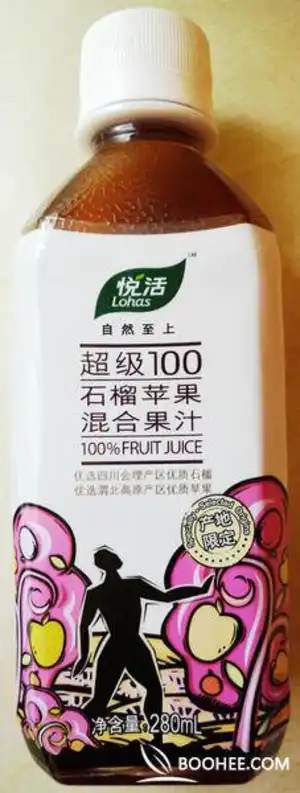 悦活
Lohas
TM
自然至上
超级100
石榴苹果
混合果汁
100% FRUIT JUICE
优选四川会理产区优质石榴
优选渭北高原产区优质苹果
产地
限定
净含量:280mL
BOOHEE.COM